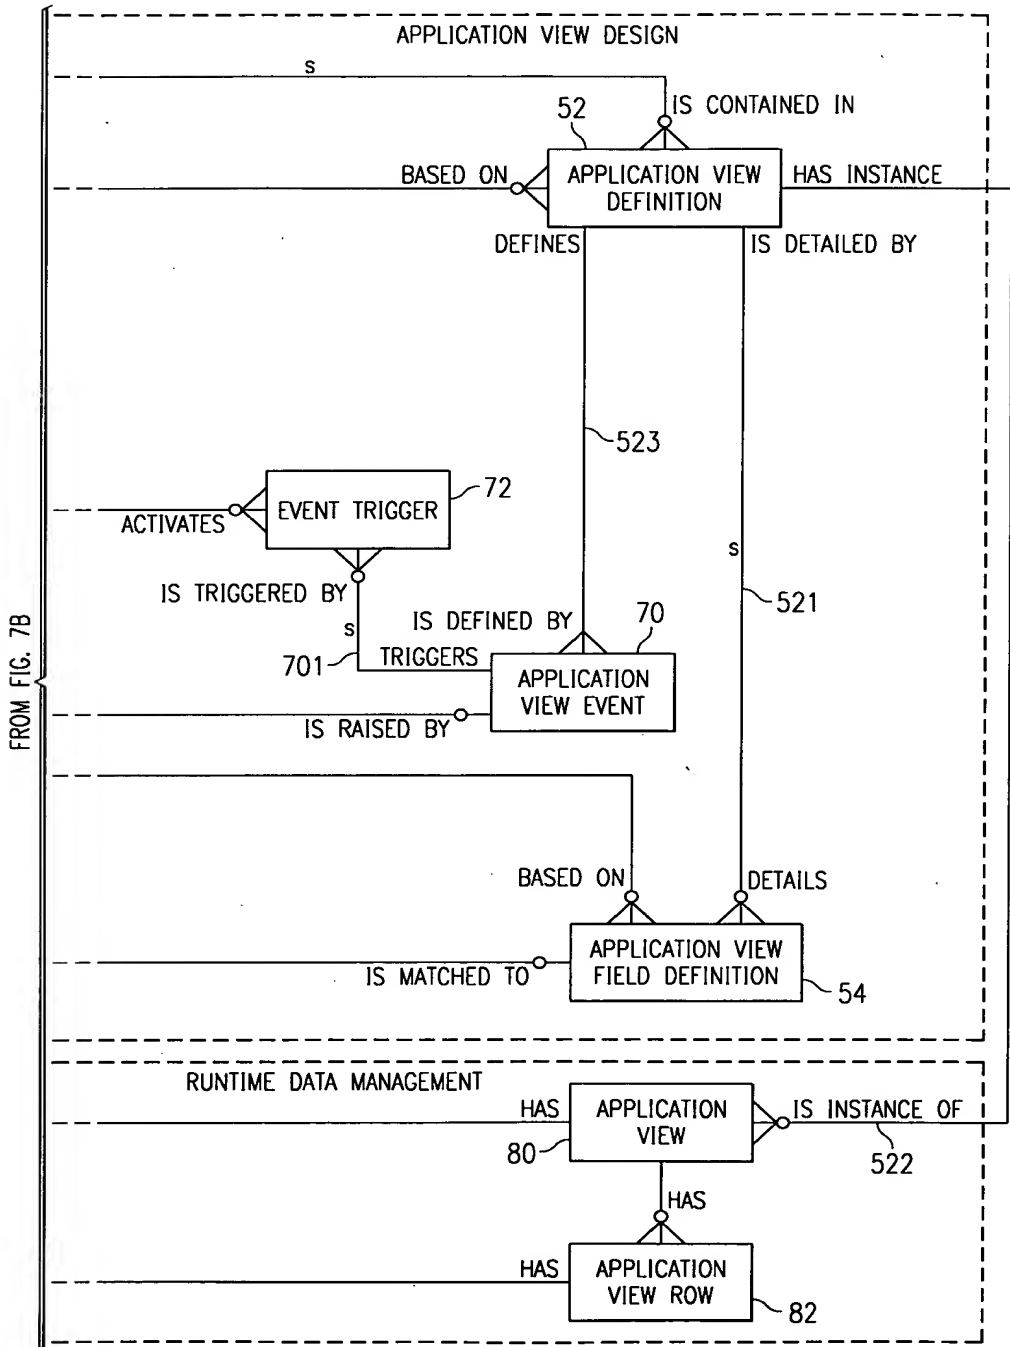 APPLICATION VIEW DESIGN
S
IS CONTAINED IN
52
BASED ON
APPLICATION VIEW
DEFINITION
HAS INSTANCE
DEFINES
IS DETAILED BY
523
EVENT TRIGGER
72
ACTIVATES
S
IS TRIGGERED BY
521
S
IS DEFINED BY
70
701
TRIGGERS
APPLICATION
VIEW EVENT
IS RAISED BY
FROM FIG. 7B
BASED ON
DETAILS
APPLICATION VIEW
FIELD DEFINITION
IS MATCHED TO
54
RUNTIME DATA MANAGEMENT
HAS
APPLICATION
VIEW
IS INSTANCE OF
80
522
HAS
HAS
APPLICATION
VIEW ROW
82